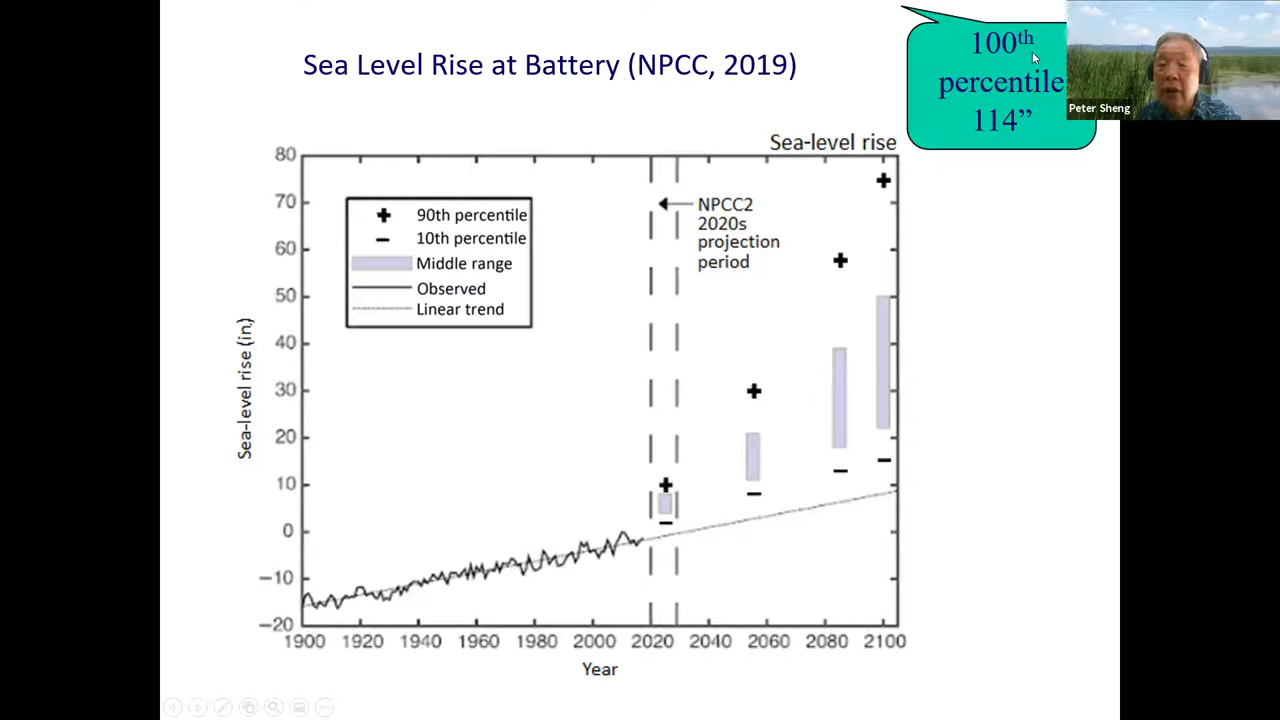 Sea Level Rise at Battery (NPCC, 2019)
100th
percentile
114”
Peter Sheng
Sea-level rise
80
70
60
50
40
30
20
10
0
−10
−20
Sea-level rise (in.)
+ 90th percentile
− 10th percentile
Middle range
Observed
Linear trend
NPCC2
2020s
projection
period
1900 1920 1940 1960 1980 2000 2020 2040 2060 2080 2100
Year